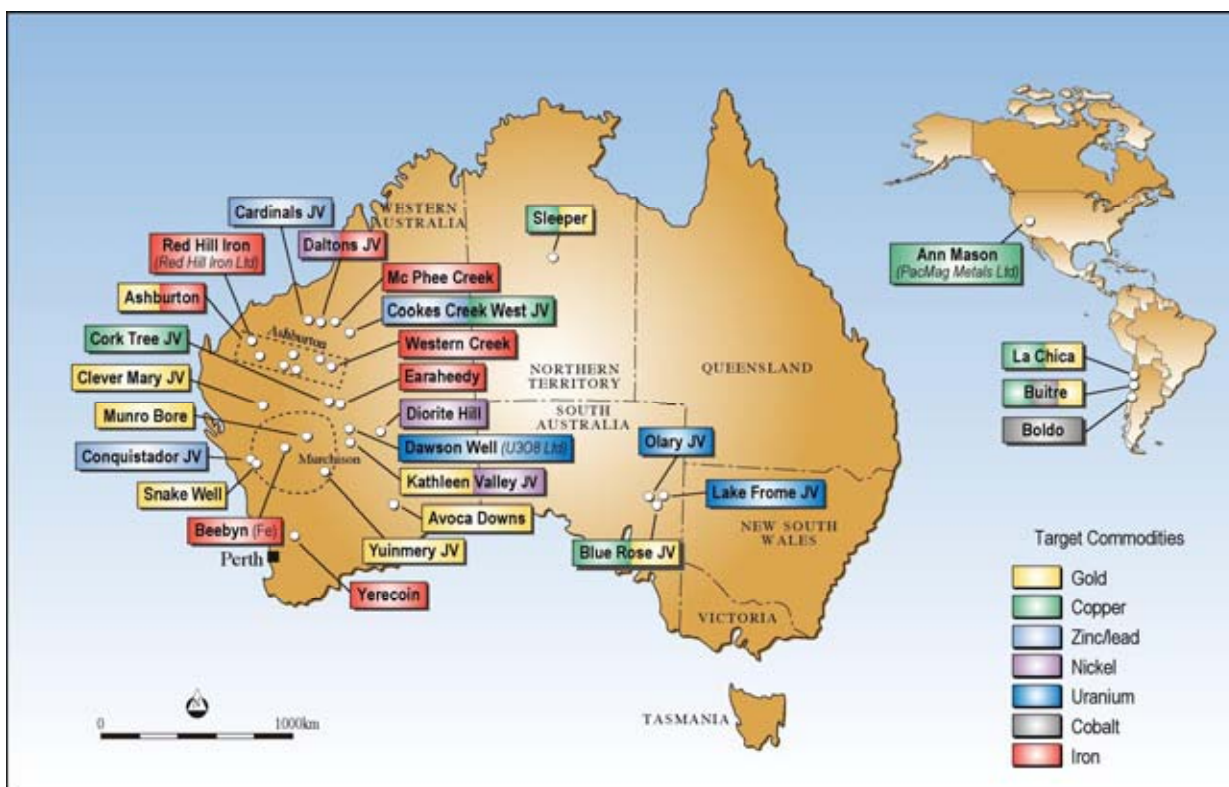 WESTERN
AUSTRALIA
Cardinals JV
Sleeper
Red Hill Iron
(Red Hill Iron Ltd)
Daltons JV
Ann Mason
(PacMag Metals Ltd)
Mc Phee Creek
Ashburton
Cookes Creek West JV
Ashburton
Cork Tree JV
Western Creek
La Chica
NORTHERN
TERRITORY
QUEENSLAND
Clever Mary JV
Earaheedy
Buitre
Munro Bore
Diorite Hill
SOUTH
AUSTRALIA
Boldo
Olary JV
Dawson Well (U3O8 Ltd)
Conquistador JV
Murchison
Kathleen Valley JV
Lake Frome JV
Snake Well
Avoca Downs
NEW SOUTH
WALES
Beebyn (Fe)
Yuinmery JV
Blue Rose JV
Perth
Yerecoin
VICTORIA
TASMANIA
0 1000km
Target Commodities
Gold
Copper
Zinc/lead
Nickel
Uranium
Cobalt
Iron